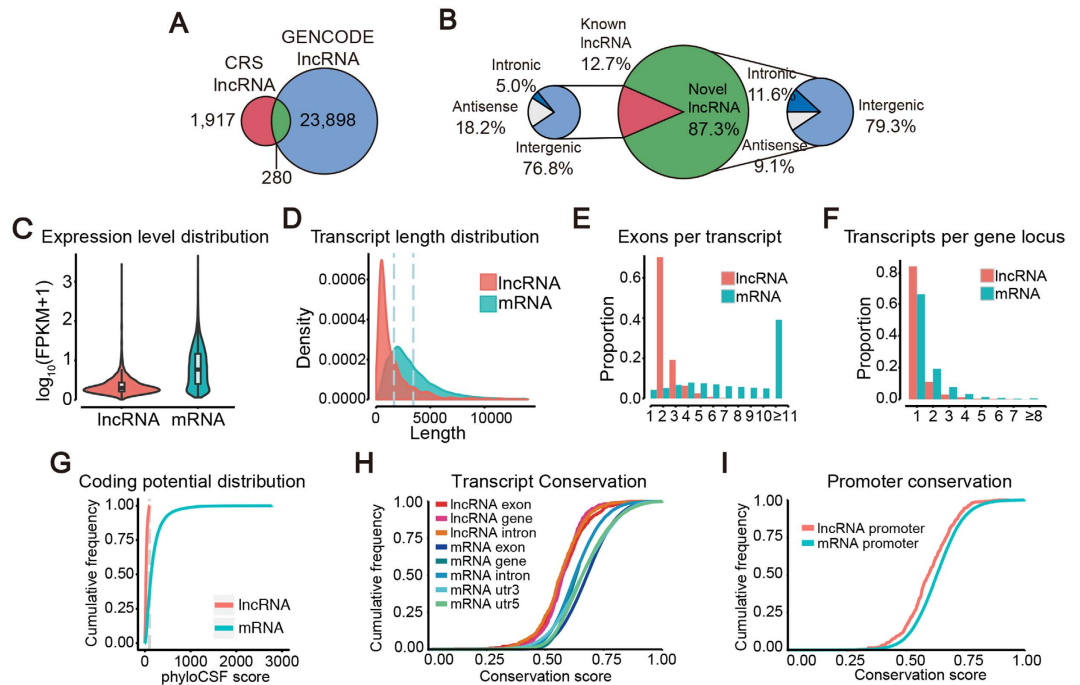 A
CRS
lncRNA
GENCODE
lncRNA
1,917
23,898
280
B
Known
lncRNA
12.7%
Intronic
5.0%
Antisense
18.2%
Intergenic
76.8%
Novel
lncRNA
87.3%
Intronic
11.6%
Intergenic
79.3%
Antisense
9.1%
C Expression level distribution
log10(FPKM+1)
3
2
1
0
lncRNA mRNA
D Transcript length distribution
Density
0.0006
0.0004
0.0002
0.0000
lncRNA
mRNA
0 5000 10000
Length
E Exons per transcript
Proportion
0.6
0.4
0.2
0.0
lncRNA
mRNA
1 2 3 4 5 6 7 8 9 10 ≥11
F Transcripts per gene locus
Proportion
0.8
0.6
0.4
0.2
0.0
lncRNA
mRNA
1 2 3 4 5 6 7 ≥8
G Coding potential distribution
Cumulative frequency
1.00
0.75
0.50
0.25
0.00
lncRNA
mRNA
0 1000 2000 3000
phyloCSF score
H Transcript Conservation
Cumulative frequency
1.00
0.75
0.50
0.25
0.00
lncRNA exon
lncRNA gene
lncRNA intron
mRNA exon
mRNA gene
mRNA intron
mRNA utr3
mRNA utr5
0.00 0.25 0.50 0.75 1.00
Conservation score
I Promoter conservation
Cumulative frequency
1.00
0.75
0.50
0.25
0.00
lncRNA promoter
mRNA promoter
0.00 0.25 0.50 0.75 1.00
Conservation score